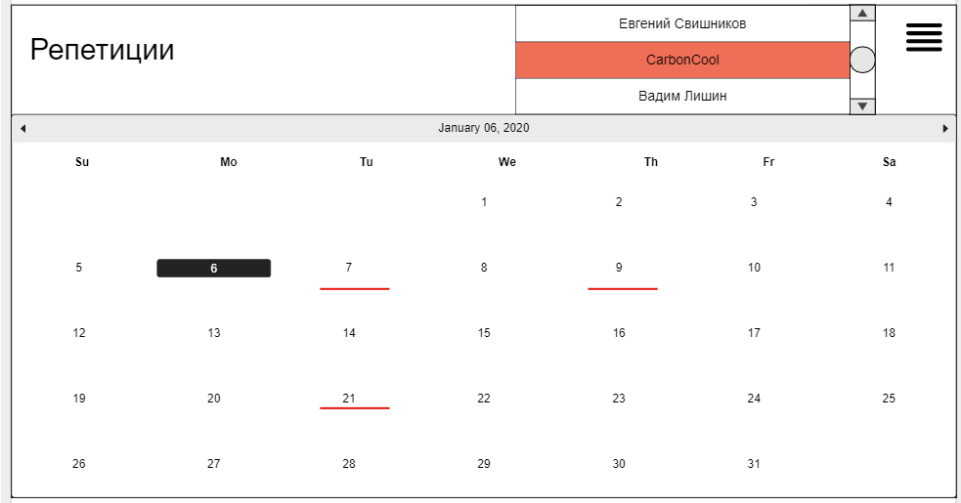 Репетиции
Евгений Свишников
CarbonCool
Вадим Лишин
January 06, 2020
Su Mo Tu We Th Fr Sa
1 2 3 4
5 6 7 8 9 10 11
12 13 14 15 16 17 18
19 20 21 22 23 24 25
26 27 28 29 30 31